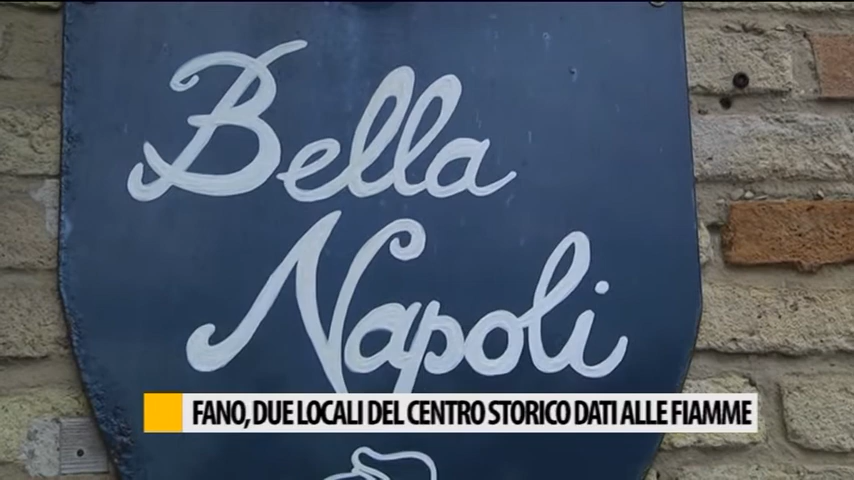 Bella
Napoli
FANO, DUE LOCALI DEL CENTRO STORICO DATI ALLE FIAMME